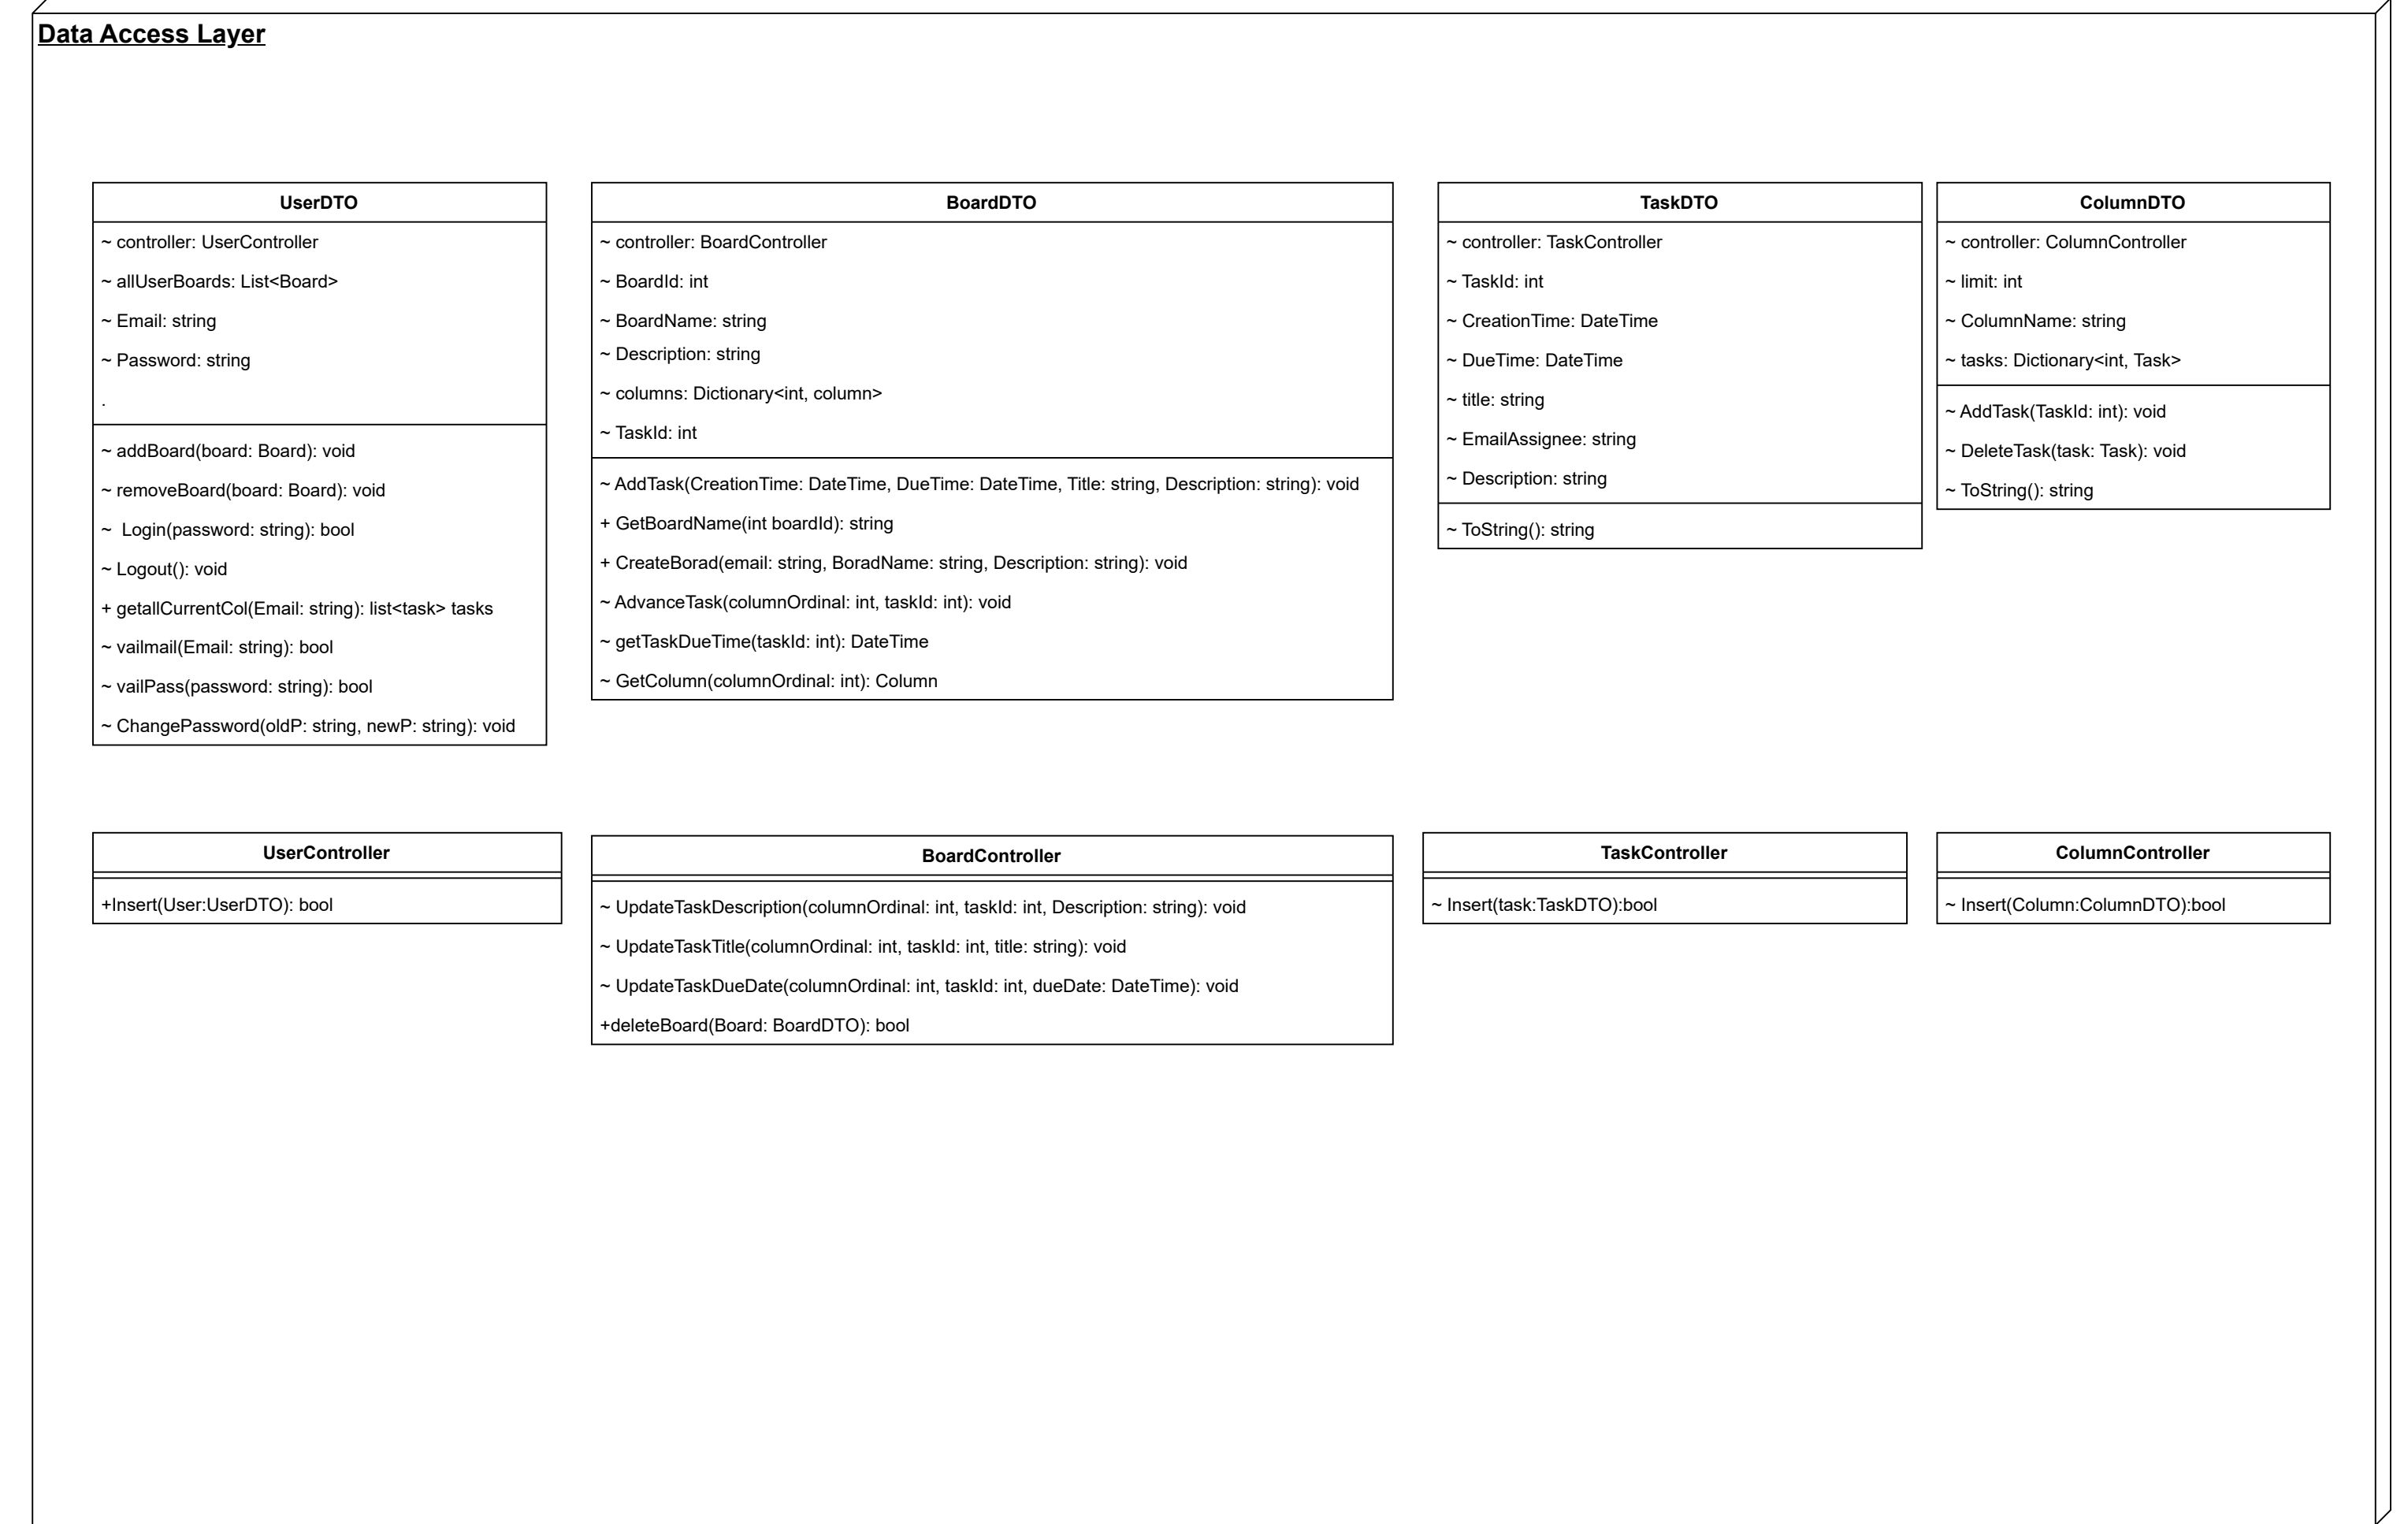 Data Access Layer
UserDTO
~ controller: UserController
~ allUserBoards: List<Board>
~ Email: string
~ Password: string
.
~ addBoard(board: Board): void
~ removeBoard(board: Board): void
~  Login(password: string): bool
~ Logout(): void
+ getallCurrentCol(Email: string): list<task> tasks
~ vailmail(Email: string): bool
~ vailPass(password: string): bool
~ ChangePassword(oldP: string, newP: string): void
BoardDTO
~ controller: BoardController
~ BoardId: int
~ BoardName: string
~ Description: string
~ columns: Dictionary<int, column>
~ TaskId: int
~ AddTask(CreationTime: DateTime, DueTime: DateTime, Title: string, Description: string): void
+ GetBoardName(int boardId): string
+ CreateBorad(email: string, BoradName: string, Description: string): void
~ AdvanceTask(columnOrdinal: int, taskId: int): void
~ getTaskDueTime(taskId: int): DateTime
~ GetColumn(columnOrdinal: int): Column
TaskDTO
~ controller: TaskController
~ TaskId: int
~ CreationTime: DateTime
~ DueTime: DateTime
~ title: string
~ EmailAssignee: string
~ Description: string
~ ToString(): string
ColumnDTO
~ controller: ColumnController
~ limit: int
~ ColumnName: string
~ tasks: Dictionary<int, Task>
~ AddTask(TaskId: int): void
~ DeleteTask(task: Task): void
~ ToString(): string
UserController
+Insert(User:UserDTO): bool
BoardController
~ UpdateTaskDescription(columnOrdinal: int, taskId: int, Description: string): void
~ UpdateTaskTitle(columnOrdinal: int, taskId: int, title: string): void
~ UpdateTaskDueDate(columnOrdinal: int, taskId: int, dueDate: DateTime): void
+deleteBoard(Board: BoardDTO): bool
TaskController
~ Insert(task:TaskDTO):bool
ColumnController
~ Insert(Column:ColumnDTO):bool